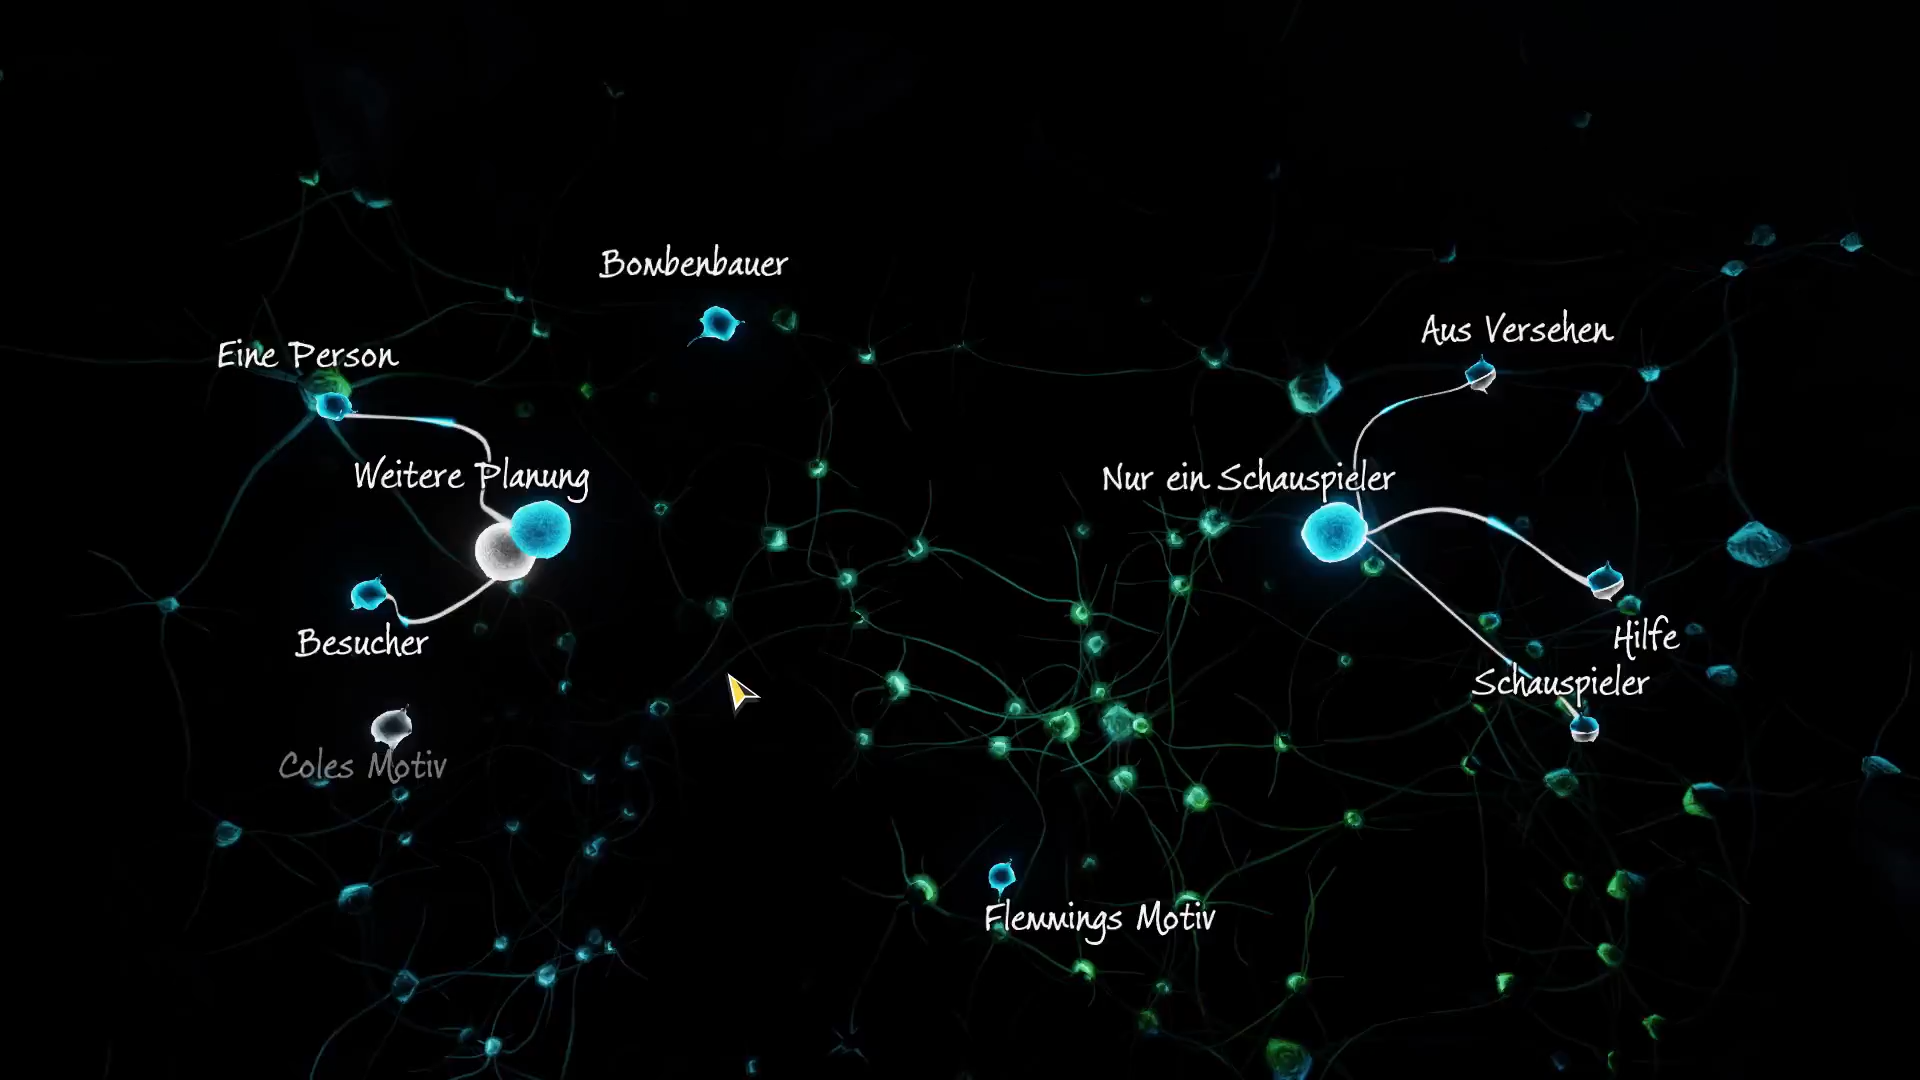 Bombenbauer
Eine Person
Weitere Planung
Besucher
Coles Motiv
Aus Versehen
Nur ein Schauspieler
Hilfe
Schauspieler
Flemmings Motiv